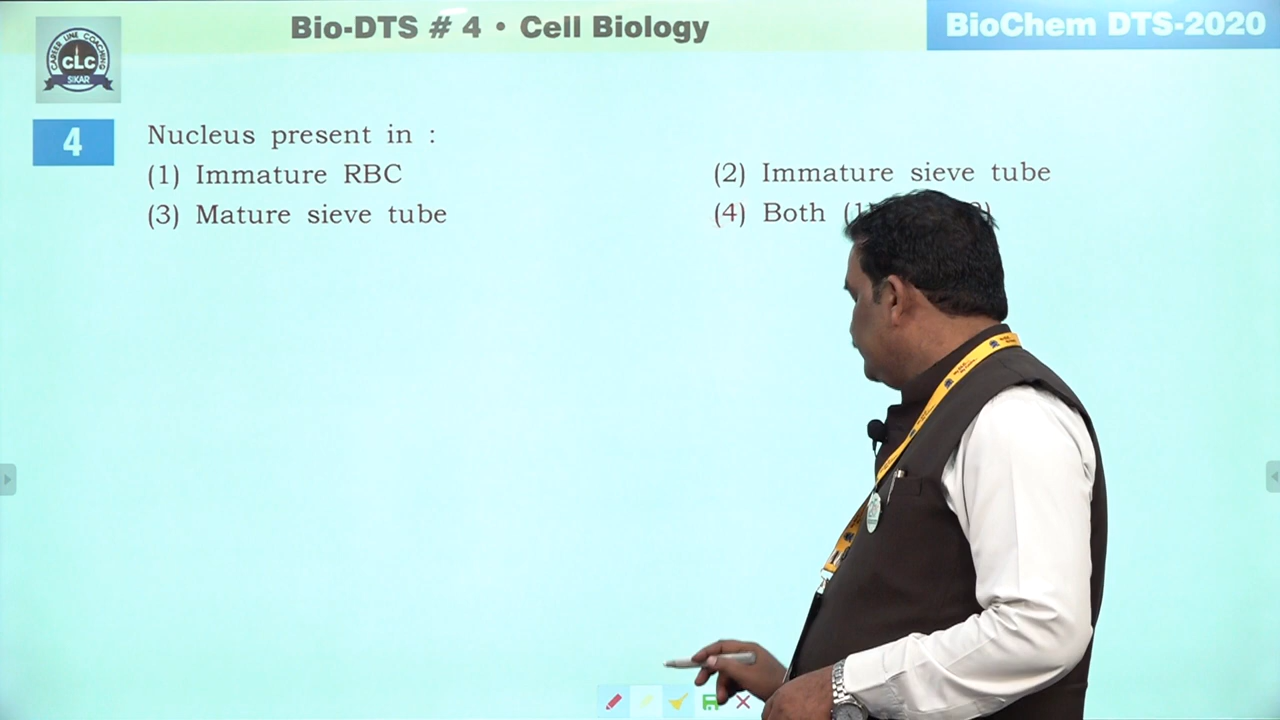 Bio-DTS # 4 • Cell Biology
BioChem DTS-2020
CAREER LINE COACHING
CLC
SIKAR
4
Nucleus present in :
(1) Immature RBC
(2) Immature sieve tube
(3) Mature sieve tube
(4) Both (1)